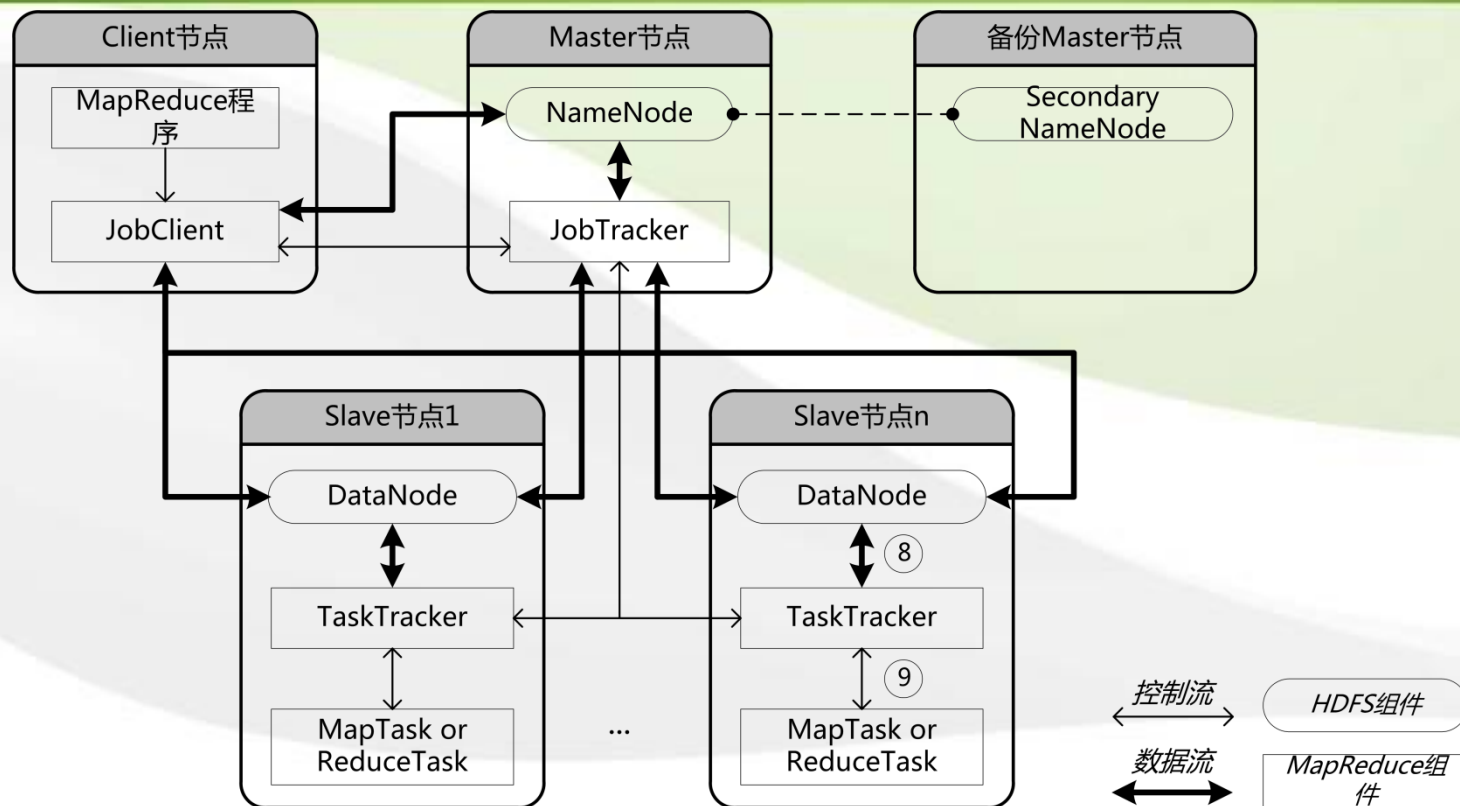 Client节点
Master节点
备份Master节点
MapReduce程
序
NameNode
Secondary
NameNode
JobClient
JobTracker
Slave节点1
Slave节点n
DataNode
DataNode
8
TaskTracker
TaskTracker
9
MapTask or
ReduceTask
...
MapTask or
ReduceTask
控制流
HDFS组件
数据流
MapReduce组
件